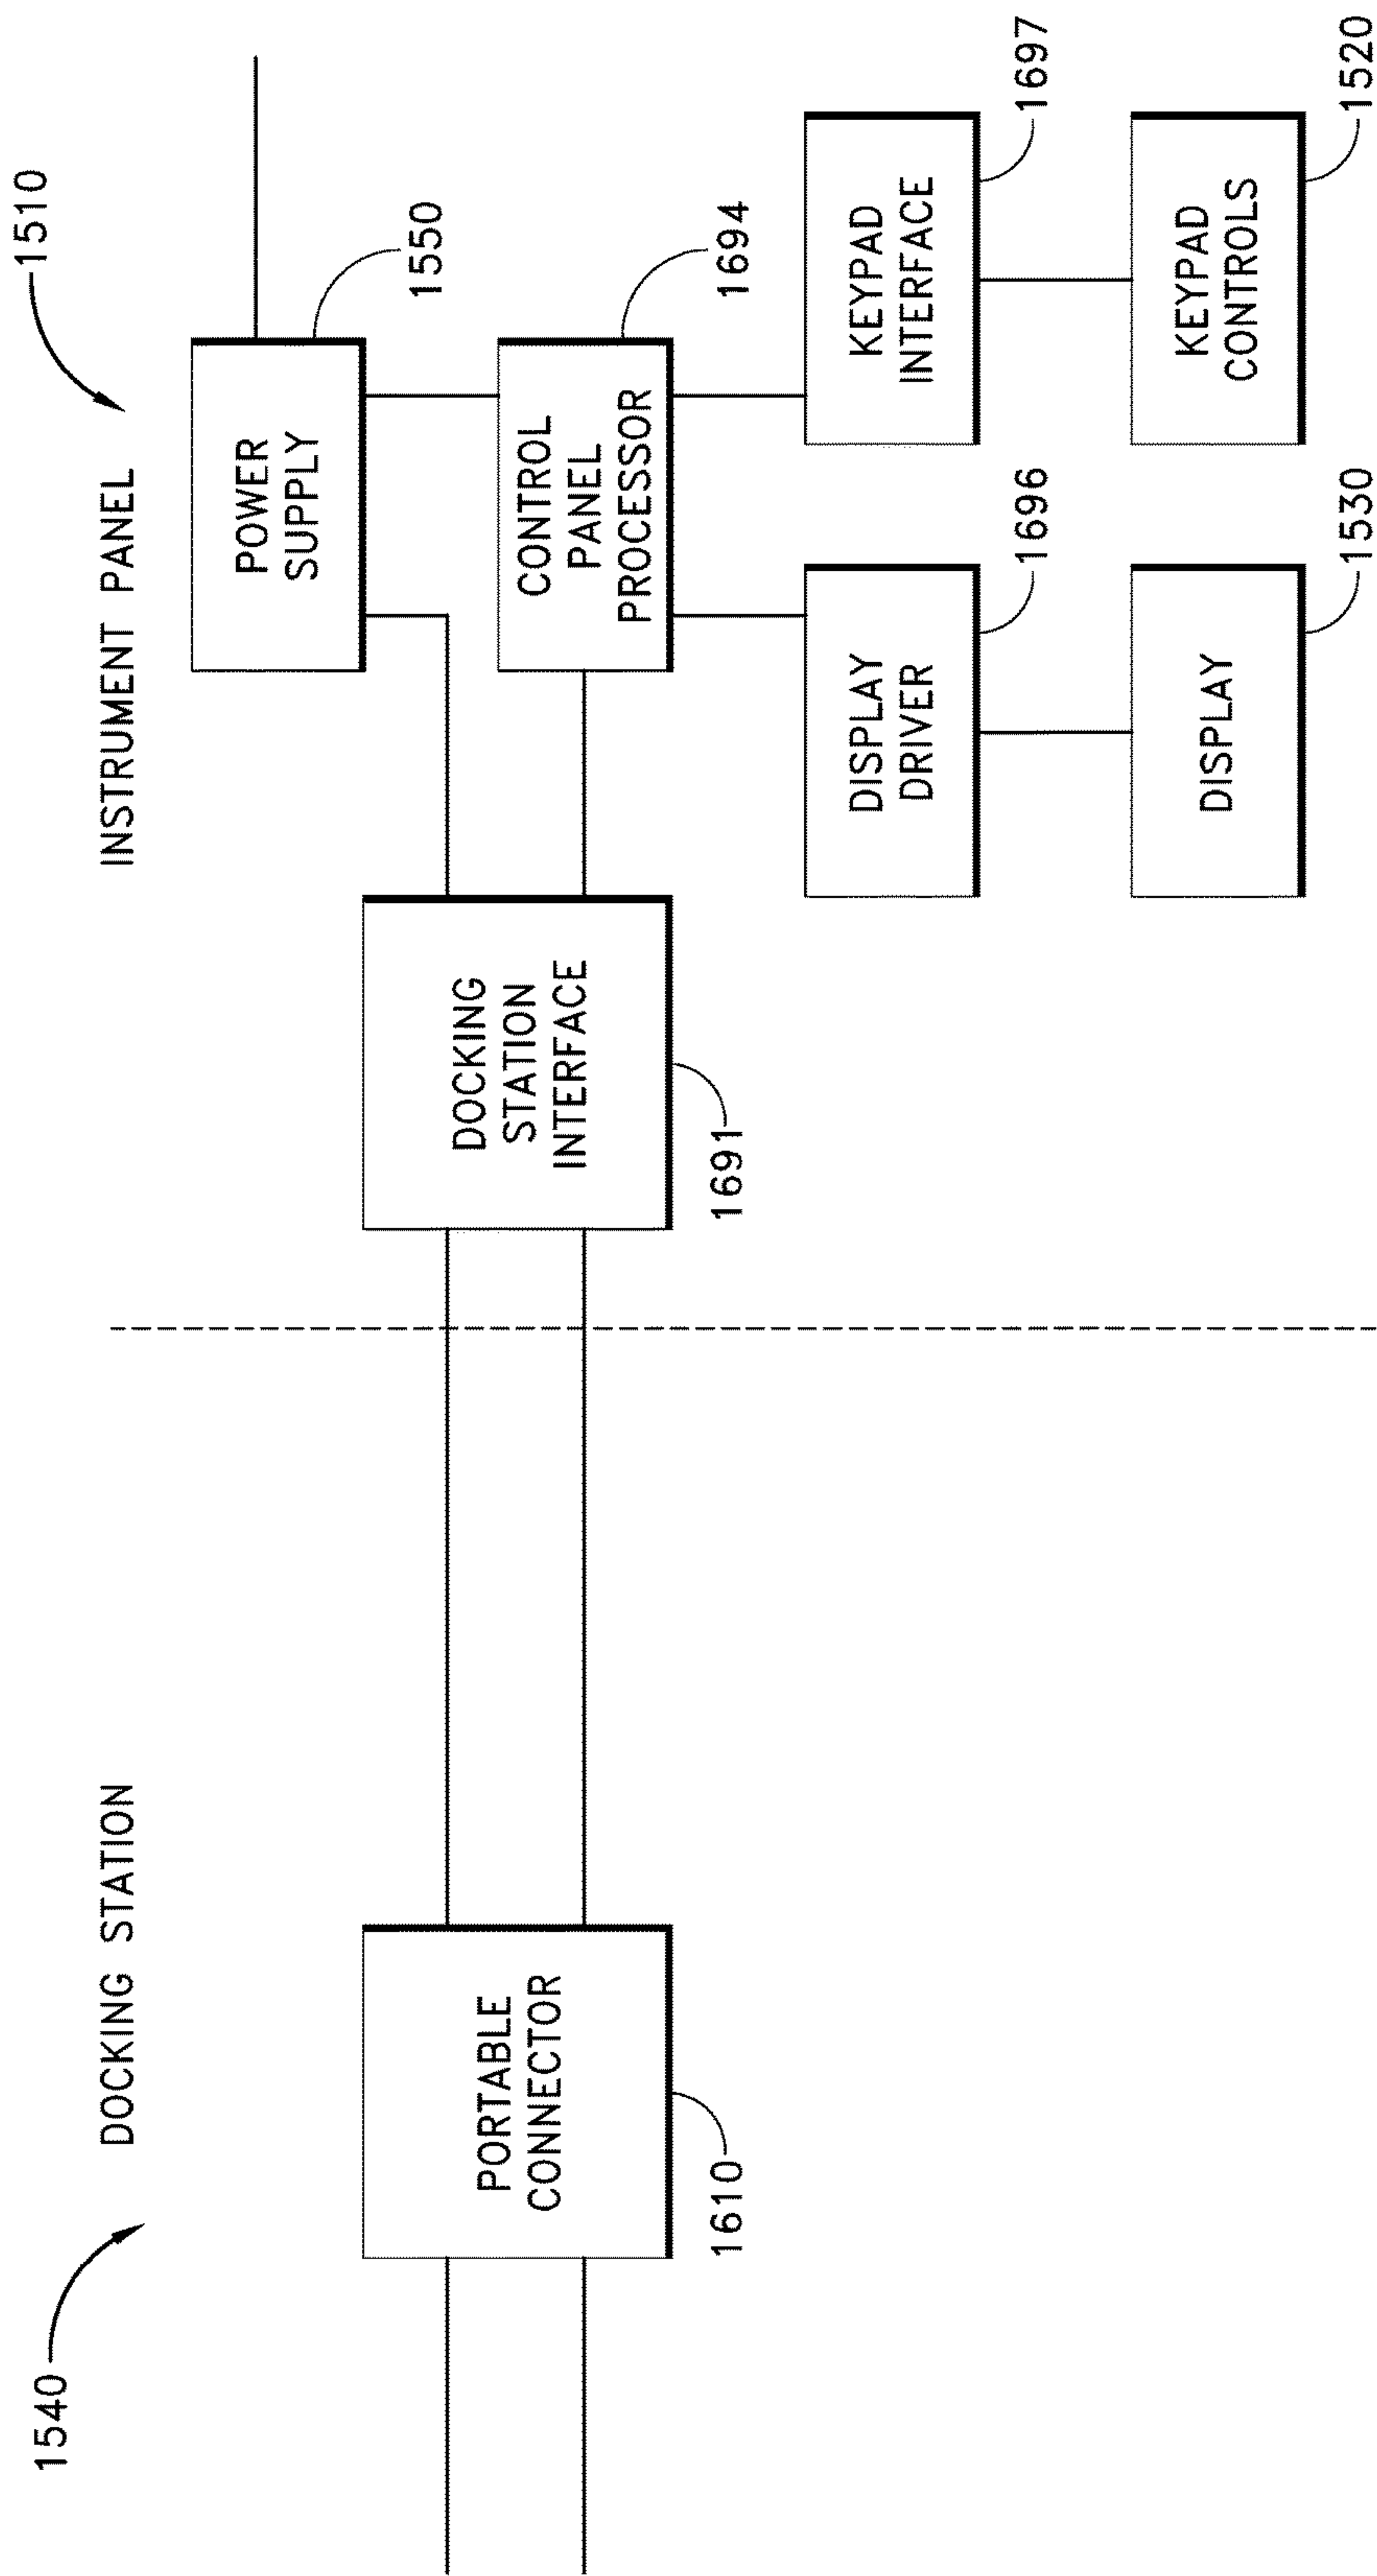 1540
DOCKING STATION
PORTABLE
CONNECTOR
1610
1510
INSTRUMENT PANEL
DOCKING
STATION
INTERFACE
1691
POWER
SUPPLY
1550
CONTROL
PANEL
PROCESSOR
1694
DISPLAY
DRIVER
1696
KEYPAD
INTERFACE
1697
DISPLAY
1530
KEYPAD
CONTROLS
1520